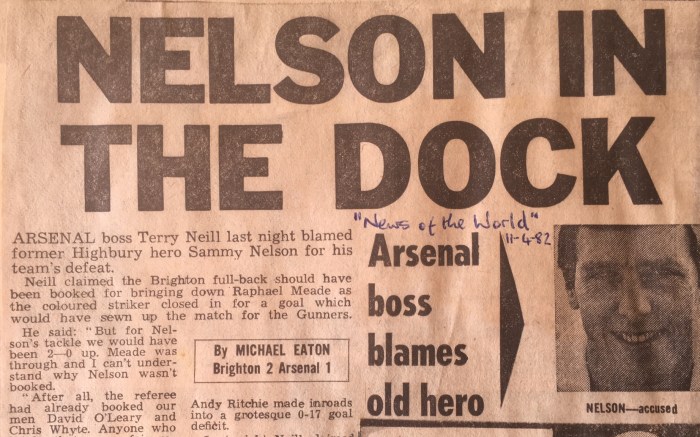 NELSON IN
THE DOCK
"News of the World"
11-4-82
ARSENAL boss Terry Neill last night blamed
former Highbury hero Sammy Nelson for his
team's defeat.
Neill claimed the Brighton full-back should have
been booked for bringing down Raphael Meade as
the coloured striker closed in for a goal which
would have sewn up the match for the Gunners.
He said: "But for Nel-
son's tackle we would have
been 2—0 up. Meade was
through and I can't under-
stand why Nelson wasn't
booked.
"After all, the referee
had already booked our
men David O'Leary and
Chris Whyte. Anyone who
By MICHAEL EATON
Brighton 2 Arsenal 1
Andy Ritchie made inroads
into a grotesque 0-17 goal
deficit.
Arsenal
boss
blames
old hero
NELSON—accused